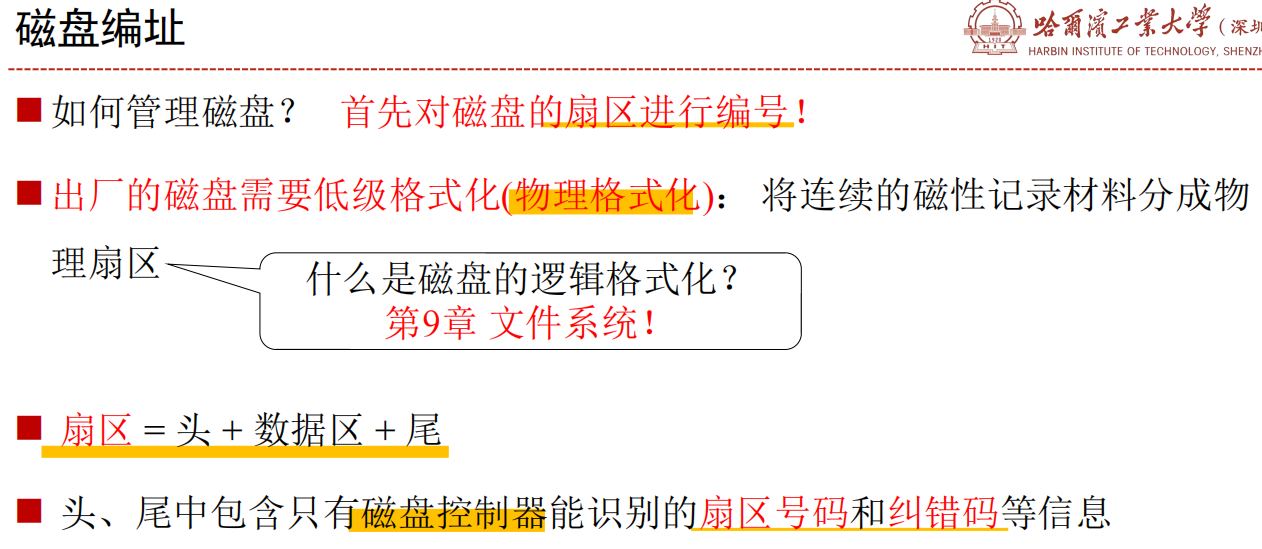 磁盘编址
哈爾濱工業大學（深圳
HARBIN INSTITUTE OF TECHNOLOGY, SHENZH
1920
HIT
如何管理磁盘？ 首先对磁盘的扇区进行编号！
出厂的磁盘需要低级格式化(物理格式化)： 将连续的磁性记录材料分成物
理扇区
什么是磁盘的逻辑格式化？
第9章 文件系统！
扇区 = 头 + 数据区 + 尾
头、尾中包含只有磁盘控制器能识别的扇区号码和纠错码等信息